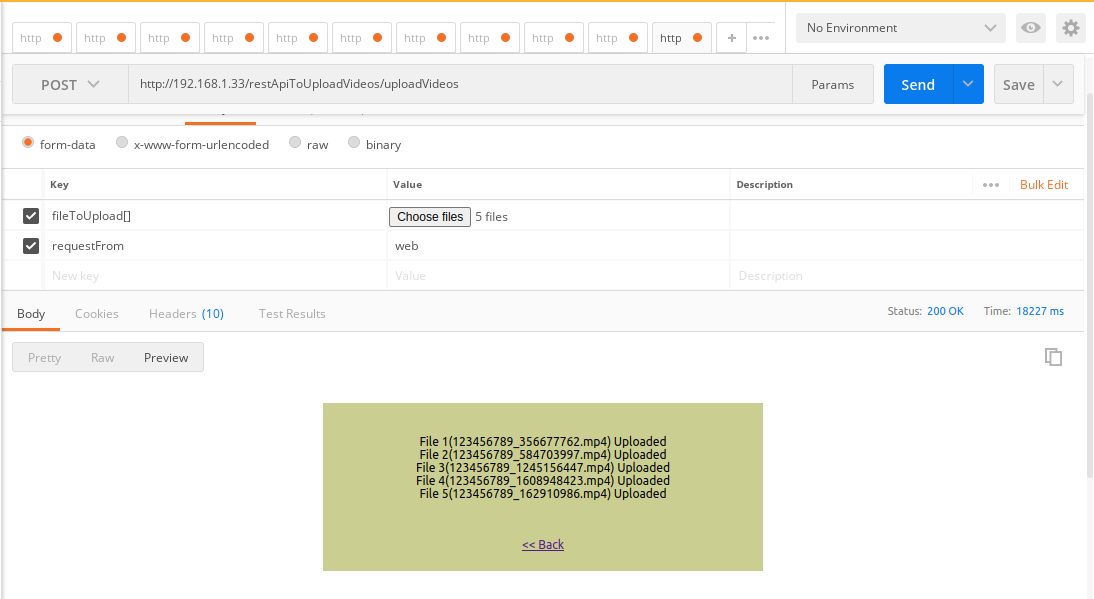 http http http http http http http http http http http + ••• No Environment
POST http://192.168.1.33/restApiToUploadVideos/uploadVideos Params Send Save
form-data x-www-form-urlencoded raw binary
Key Value Description ••• Bulk Edit
fileToUpload[] Choose files 5 files
requestFrom web
New key Value Description
Body Cookies Headers (10) Test Results Status: 200 OK Time: 18227 ms
Pretty Raw Preview
File 1(123456789_356677762.mp4) Uploaded
File 2(123456789_584703997.mp4) Uploaded
File 3(123456789_1245156447.mp4) Uploaded
File 4(123456789_1608948423.mp4) Uploaded
File 5(123456789_162910986.mp4) Uploaded
<< Back